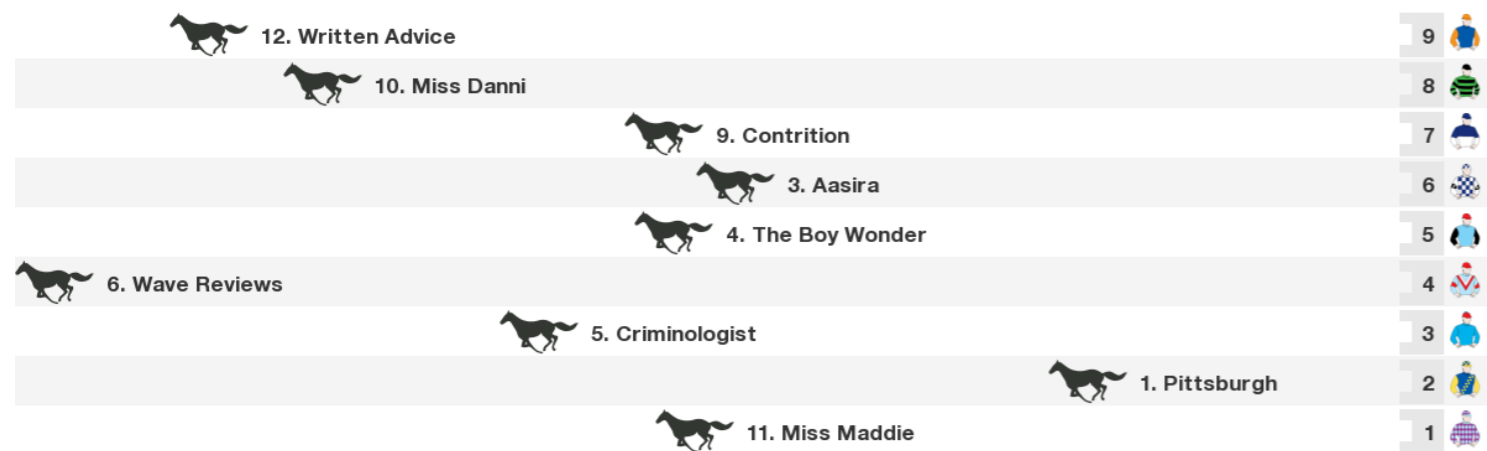 12. Written Advice 9
10. Miss Danni 8
9. Contrition 7
3. Aasira 6
4. The Boy Wonder 5
6. Wave Reviews 4
5. Criminologist 3
1. Pittsburgh 2
11. Miss Maddie 1